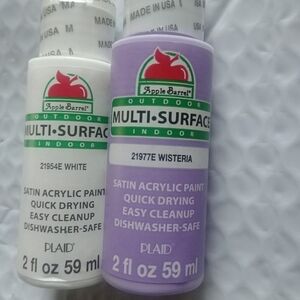 MADE IN USA
Apple Barrel
OUTDOOR
MULTI•SURFACE
INDOOR
21954E WHITE
SATIN ACRYLIC PAINT
QUICK DRYING
EASY CLEANUP
DISHWASHER-SAFE
PLAID
2 fl oz 59 ml
MADE IN USA
Apple Barrel
OUTDOOR
MULTI•SURFACE
INDOOR
21977E WISTERIA
SATIN ACRYLIC PAINT
QUICK DRYING
EASY CLEANUP
DISHWASHER-SAFE
PLAID
2 fl oz 59 ml